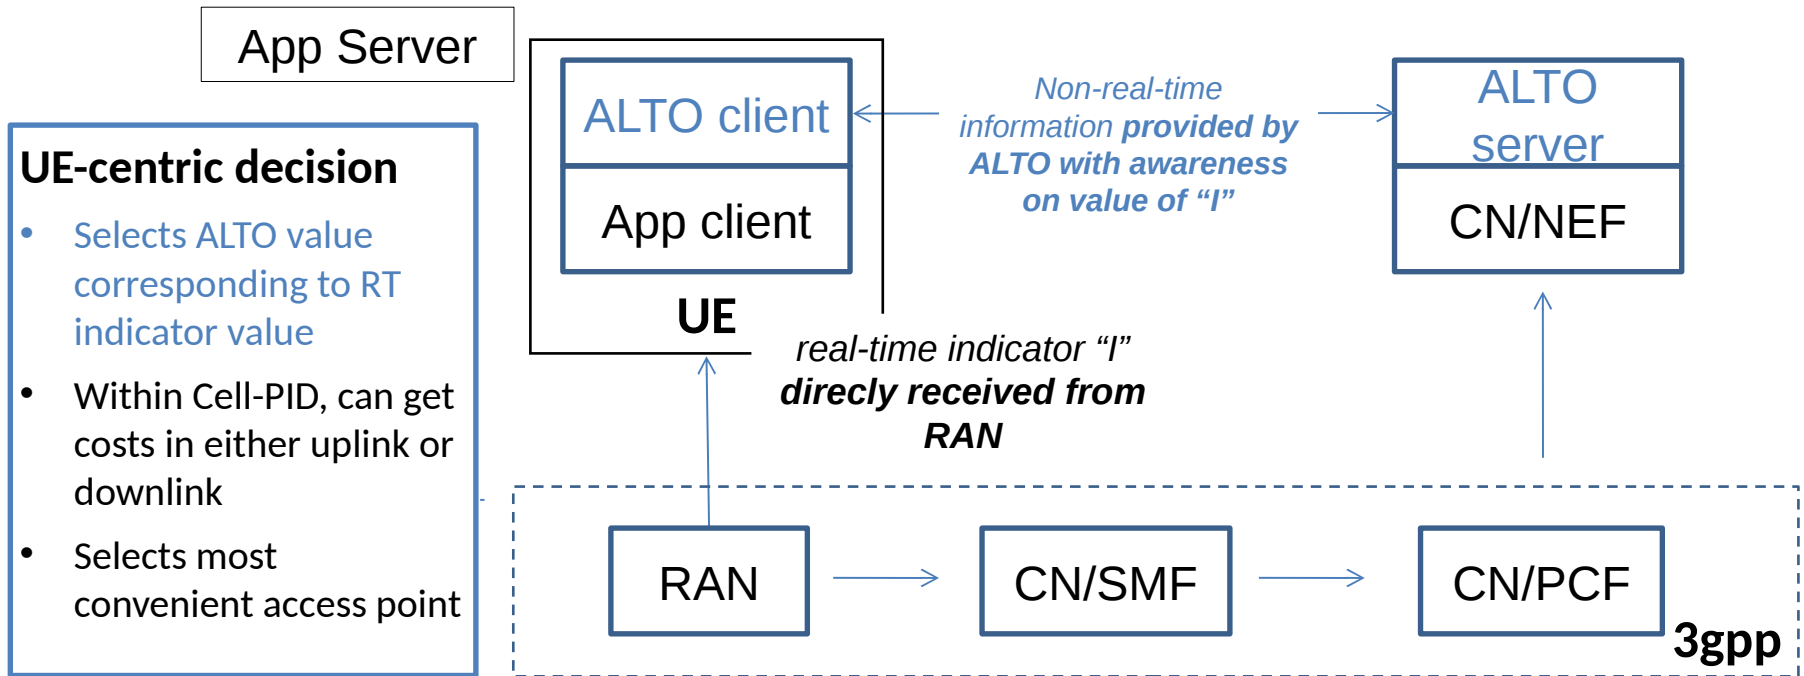 App Server
UE-centric decision
• Selects ALTO value
corresponding to RT
indicator value
• Within Cell-PID, can get
costs in either uplink or
downlink
• Selects most
convenient access point
ALTO client
App client
UE
Non-real-time
information provided by
ALTO with awareness
on value of “I”
ALTO
server
CN/NEF
real-time indicator “I”
direcly received from
RAN
RAN
CN/SMF
CN/PCF
3gpp